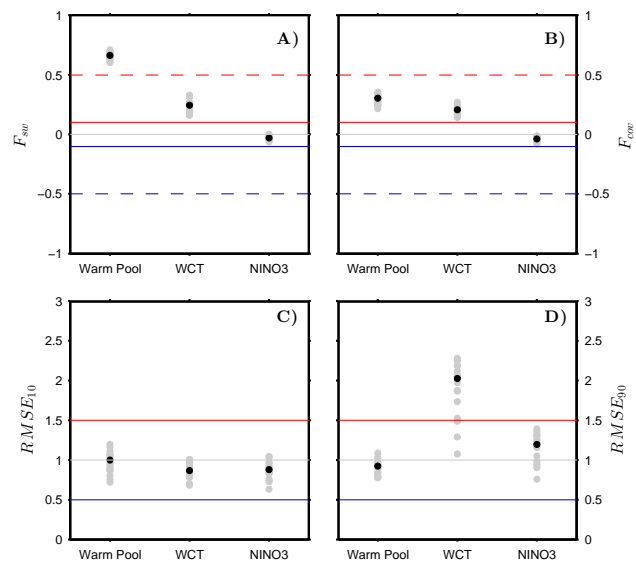 1
A)
B)
1
0.5
0.5
F_sw
0
0
F_cov
−0.5
−0.5
−1
−1
Warm Pool WCT NINO3
Warm Pool WCT NINO3
3
C)
D)
3
2.5
2.5
2
2
RMSE_10
1.5
1.5
RMSE_90
1
1
0.5
0.5
0
0
Warm Pool WCT NINO3
Warm Pool WCT NINO3